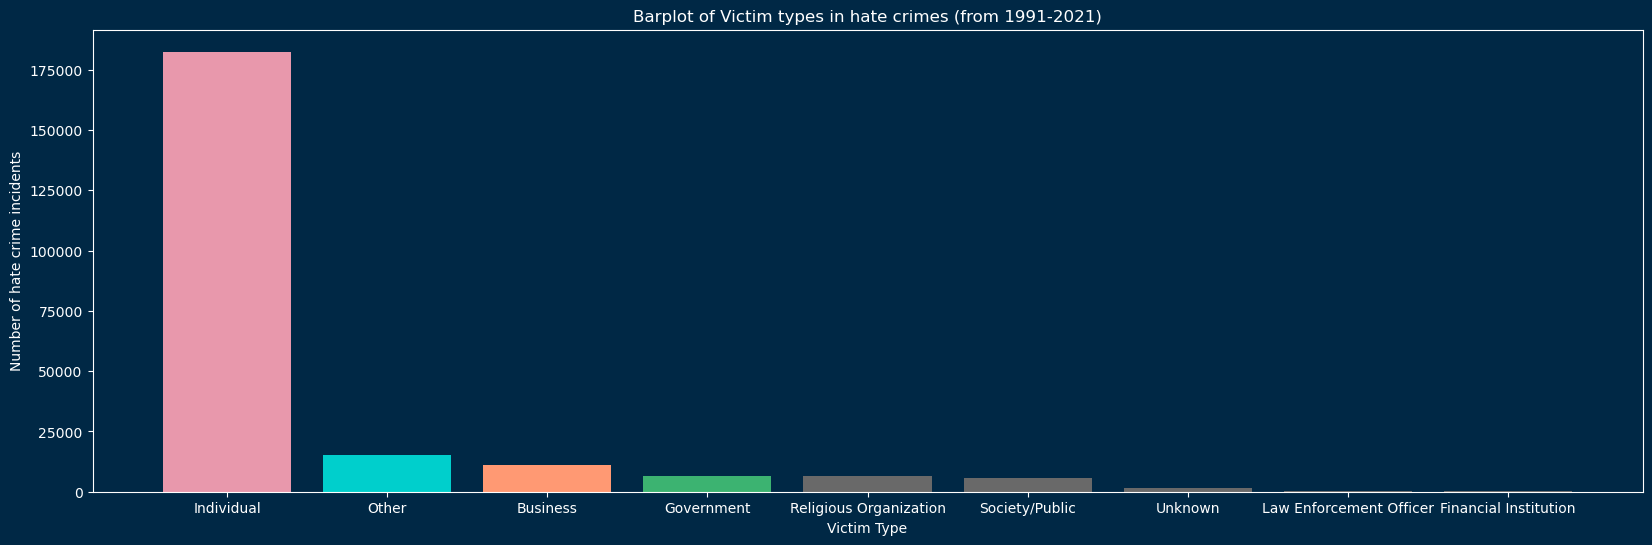 Barplot of Victim types in hate crimes (from 1991-2021)
Number of hate crime incidents
175000
150000
125000
100000
75000
50000
25000
0
Individual Other Business Government Religious Organization Society/Public Unknown Law Enforcement Officer Financial Institution
Victim Type